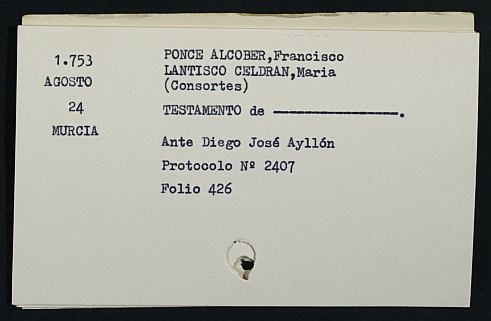 1.753
AGOSTO
24
MURCIA
PONCE ALCOBER,Francisco
LANTISCO CELDRAN,Maria
(Consortes)
TESTAMENTO de ------------------.
Ante Diego José Ayllón
Protocolo Nº 2407
Folio 426